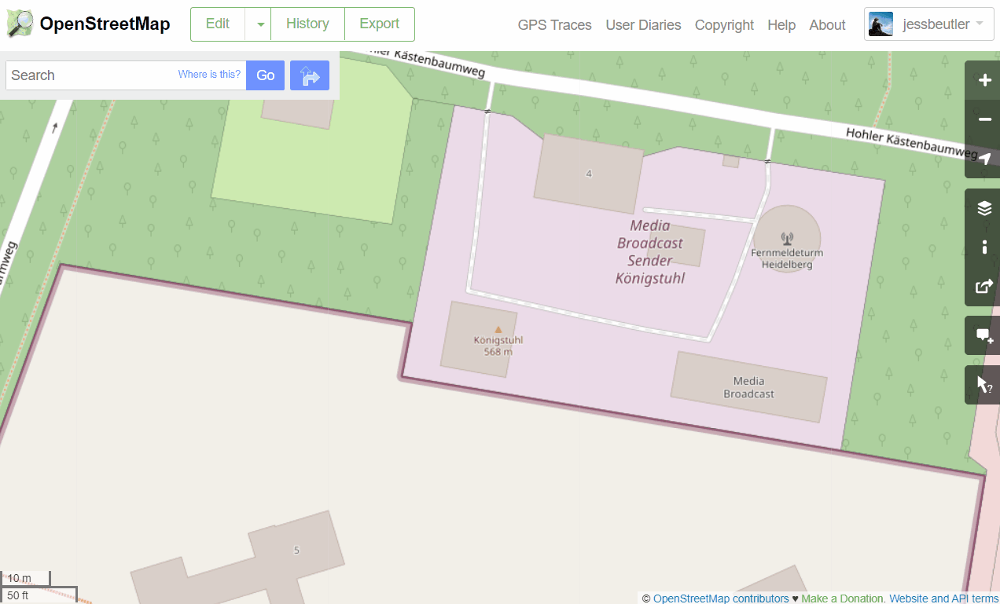 OpenStreetMap
Edit
History
Export
GPS Traces
User Diaries
Copyright
Help
About
jessbeutler
Search
Where is this?
Go
Kästenbaumweg
Hohler Kästenbaumweg
4
Media
Broadcast
Sender
Königstuhl
Fernmeldeturm
Heidelberg
Königstuhl
568 m
Media
Broadcast
5
10 m
50 ft
© OpenStreetMap contributors ♥ Make a Donation. Website and API terms